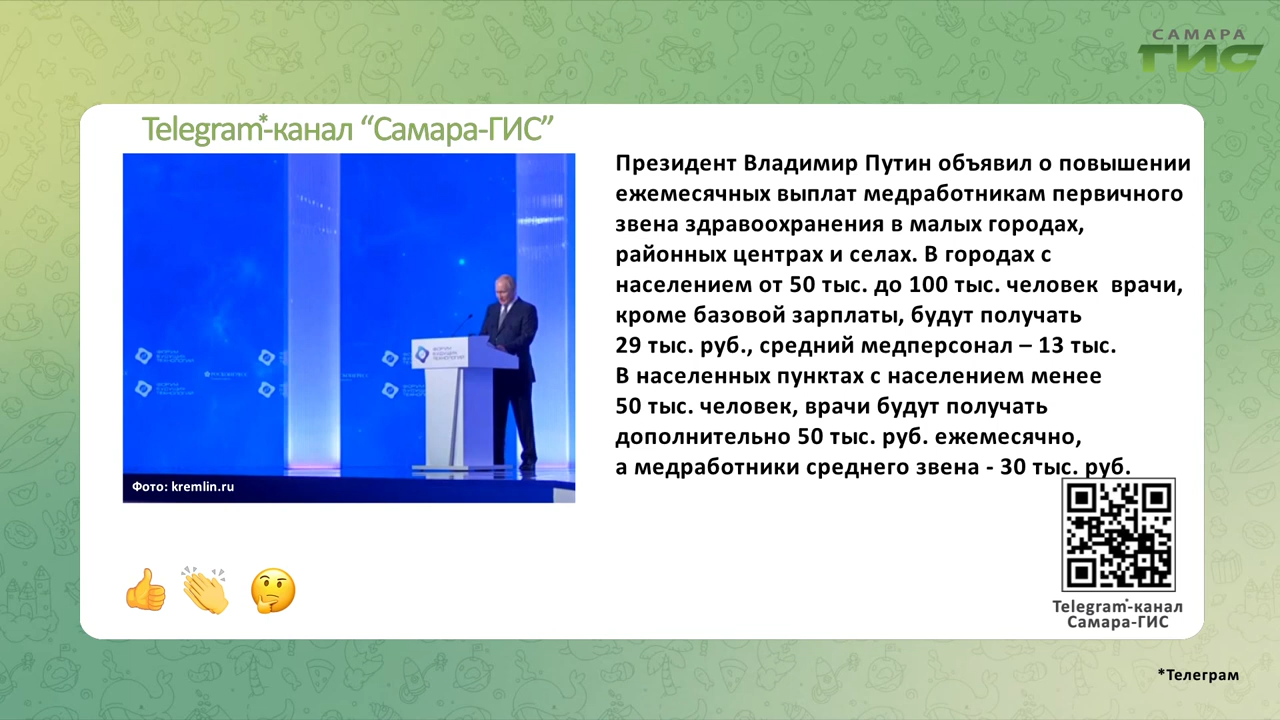 САМАРА
ГИС
Telegram*-канал “Самара-ГИС”
Президент Владимир Путин объявил о повышении
ежемесячных выплат медработникам первичного
звена здравоохранения в малых городах,
районных центрах и селах. В городах с
населением от 50 тыс. до 100 тыс. человек  врачи,
кроме базовой зарплаты, будут получать
29 тыс. руб., средний медперсонал – 13 тыс.
В населенных пунктах с населением менее
50 тыс. человек, врачи будут получать
дополнительно 50 тыс. руб. ежемесячно,
а медработники среднего звена - 30 тыс. руб.
ФОРУМ
БУДУЩИХ
ТЕХНОЛОГИЙ
Фото: kremlin.ru
Telegram*-канал
Самара-ГИС
*Телеграм